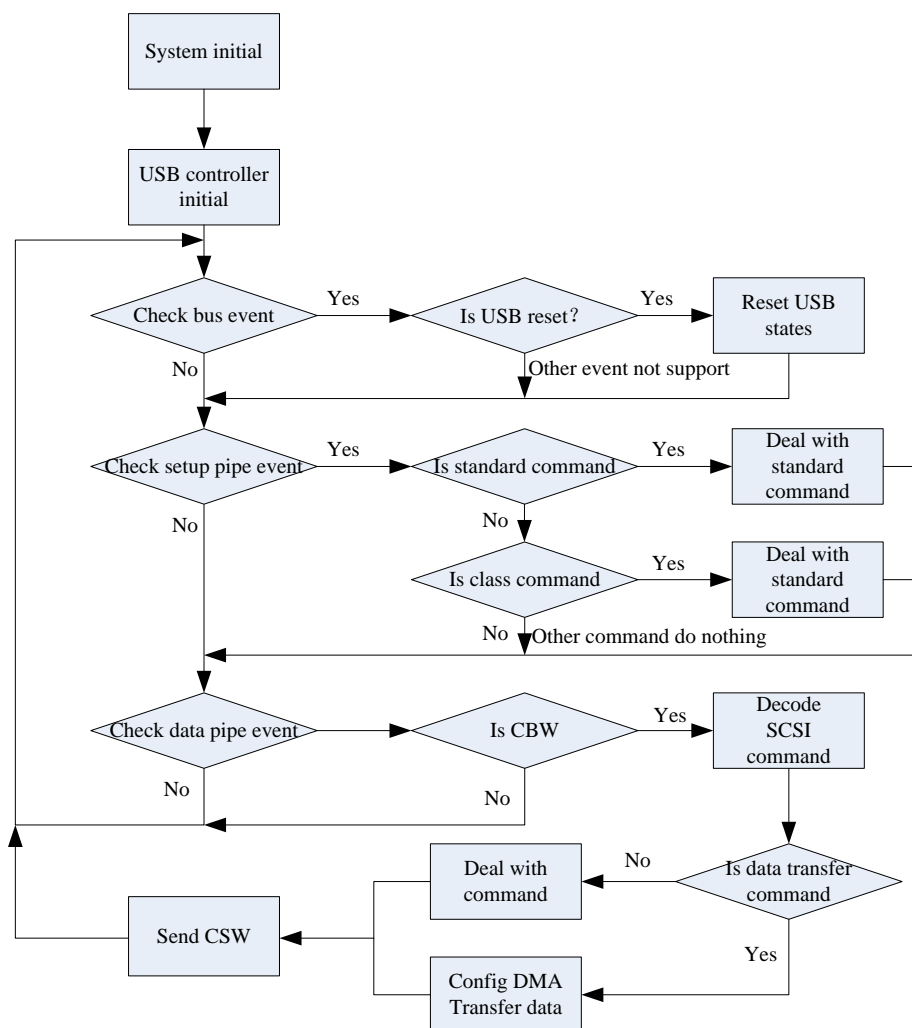 System initial
USB controller
initial
Check bus event
Yes
Is USB reset?
Yes
Reset USB
states
No
Other event not support
Check setup pipe event
Yes
Is standard command
Yes
Deal with
standard
command
No
No
Is class command
Yes
Deal with
standard
command
No
Other command do nothing
Check data pipe event
Is CBW
Yes
Decode
SCSI
command
No
No
Is data transfer
command
No
Deal with
command
Send CSW
Yes
Config DMA
Transfer data